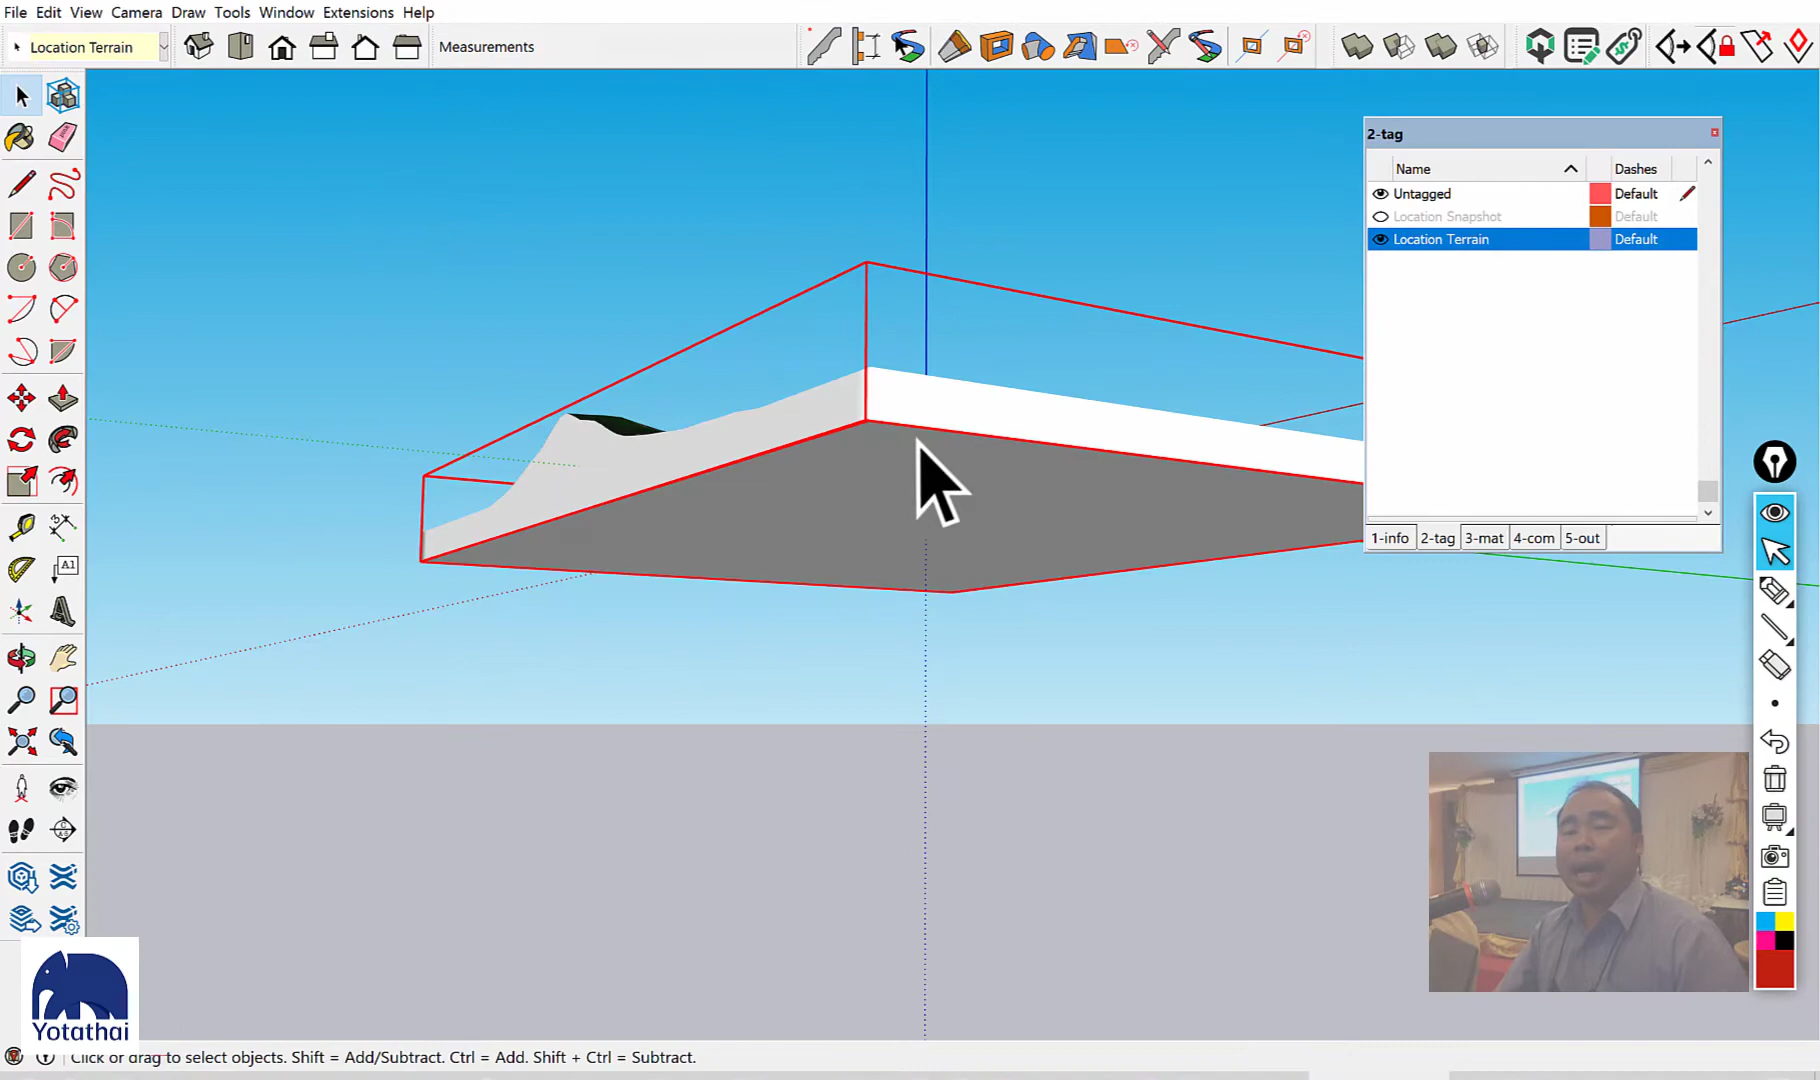 File Edit View Camera Draw Tools Window Extensions Help
Location Terrain
Measurements
2-tag
Name Dashes
Untagged Default
Location Snapshot Default
Location Terrain Default
1-info 2-tag 3-mat 4-com 5-out
A1
Yotathai
Click or drag to select objects. Shift = Add/Subtract. Ctrl = Add. Shift + Ctrl = Subtract.